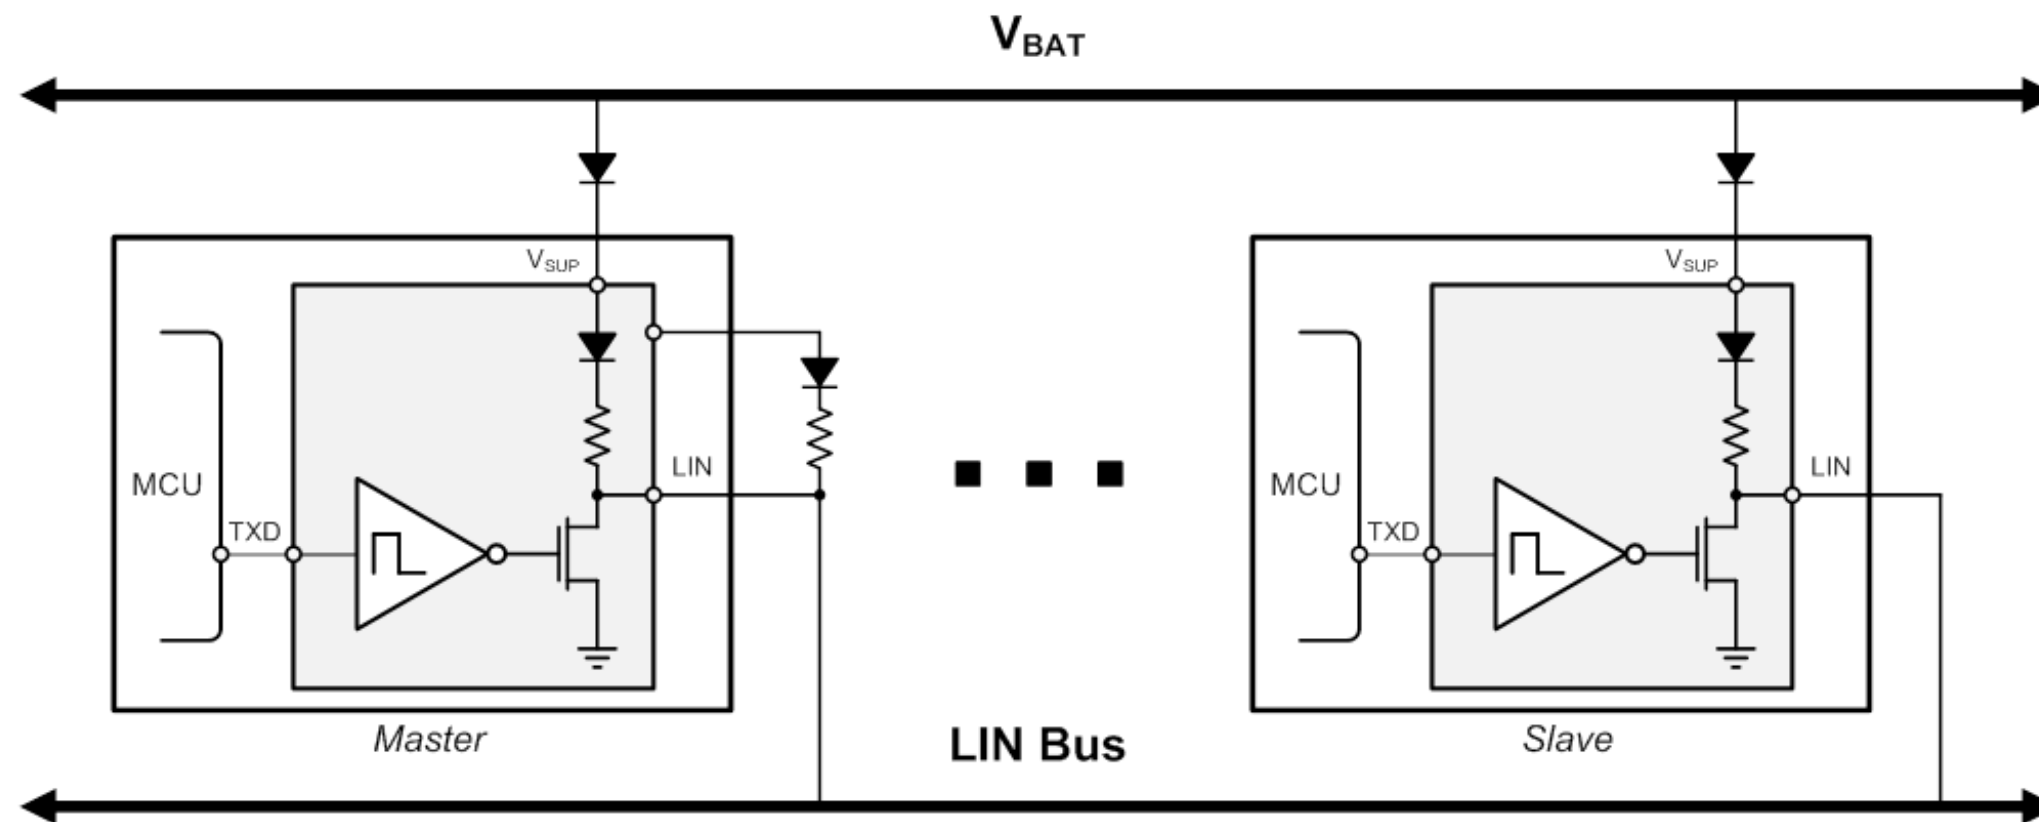 VBAT
VSUP
VSUP
LIN
LIN
MCU
MCU
TXD
TXD
Master
LIN Bus
Slave